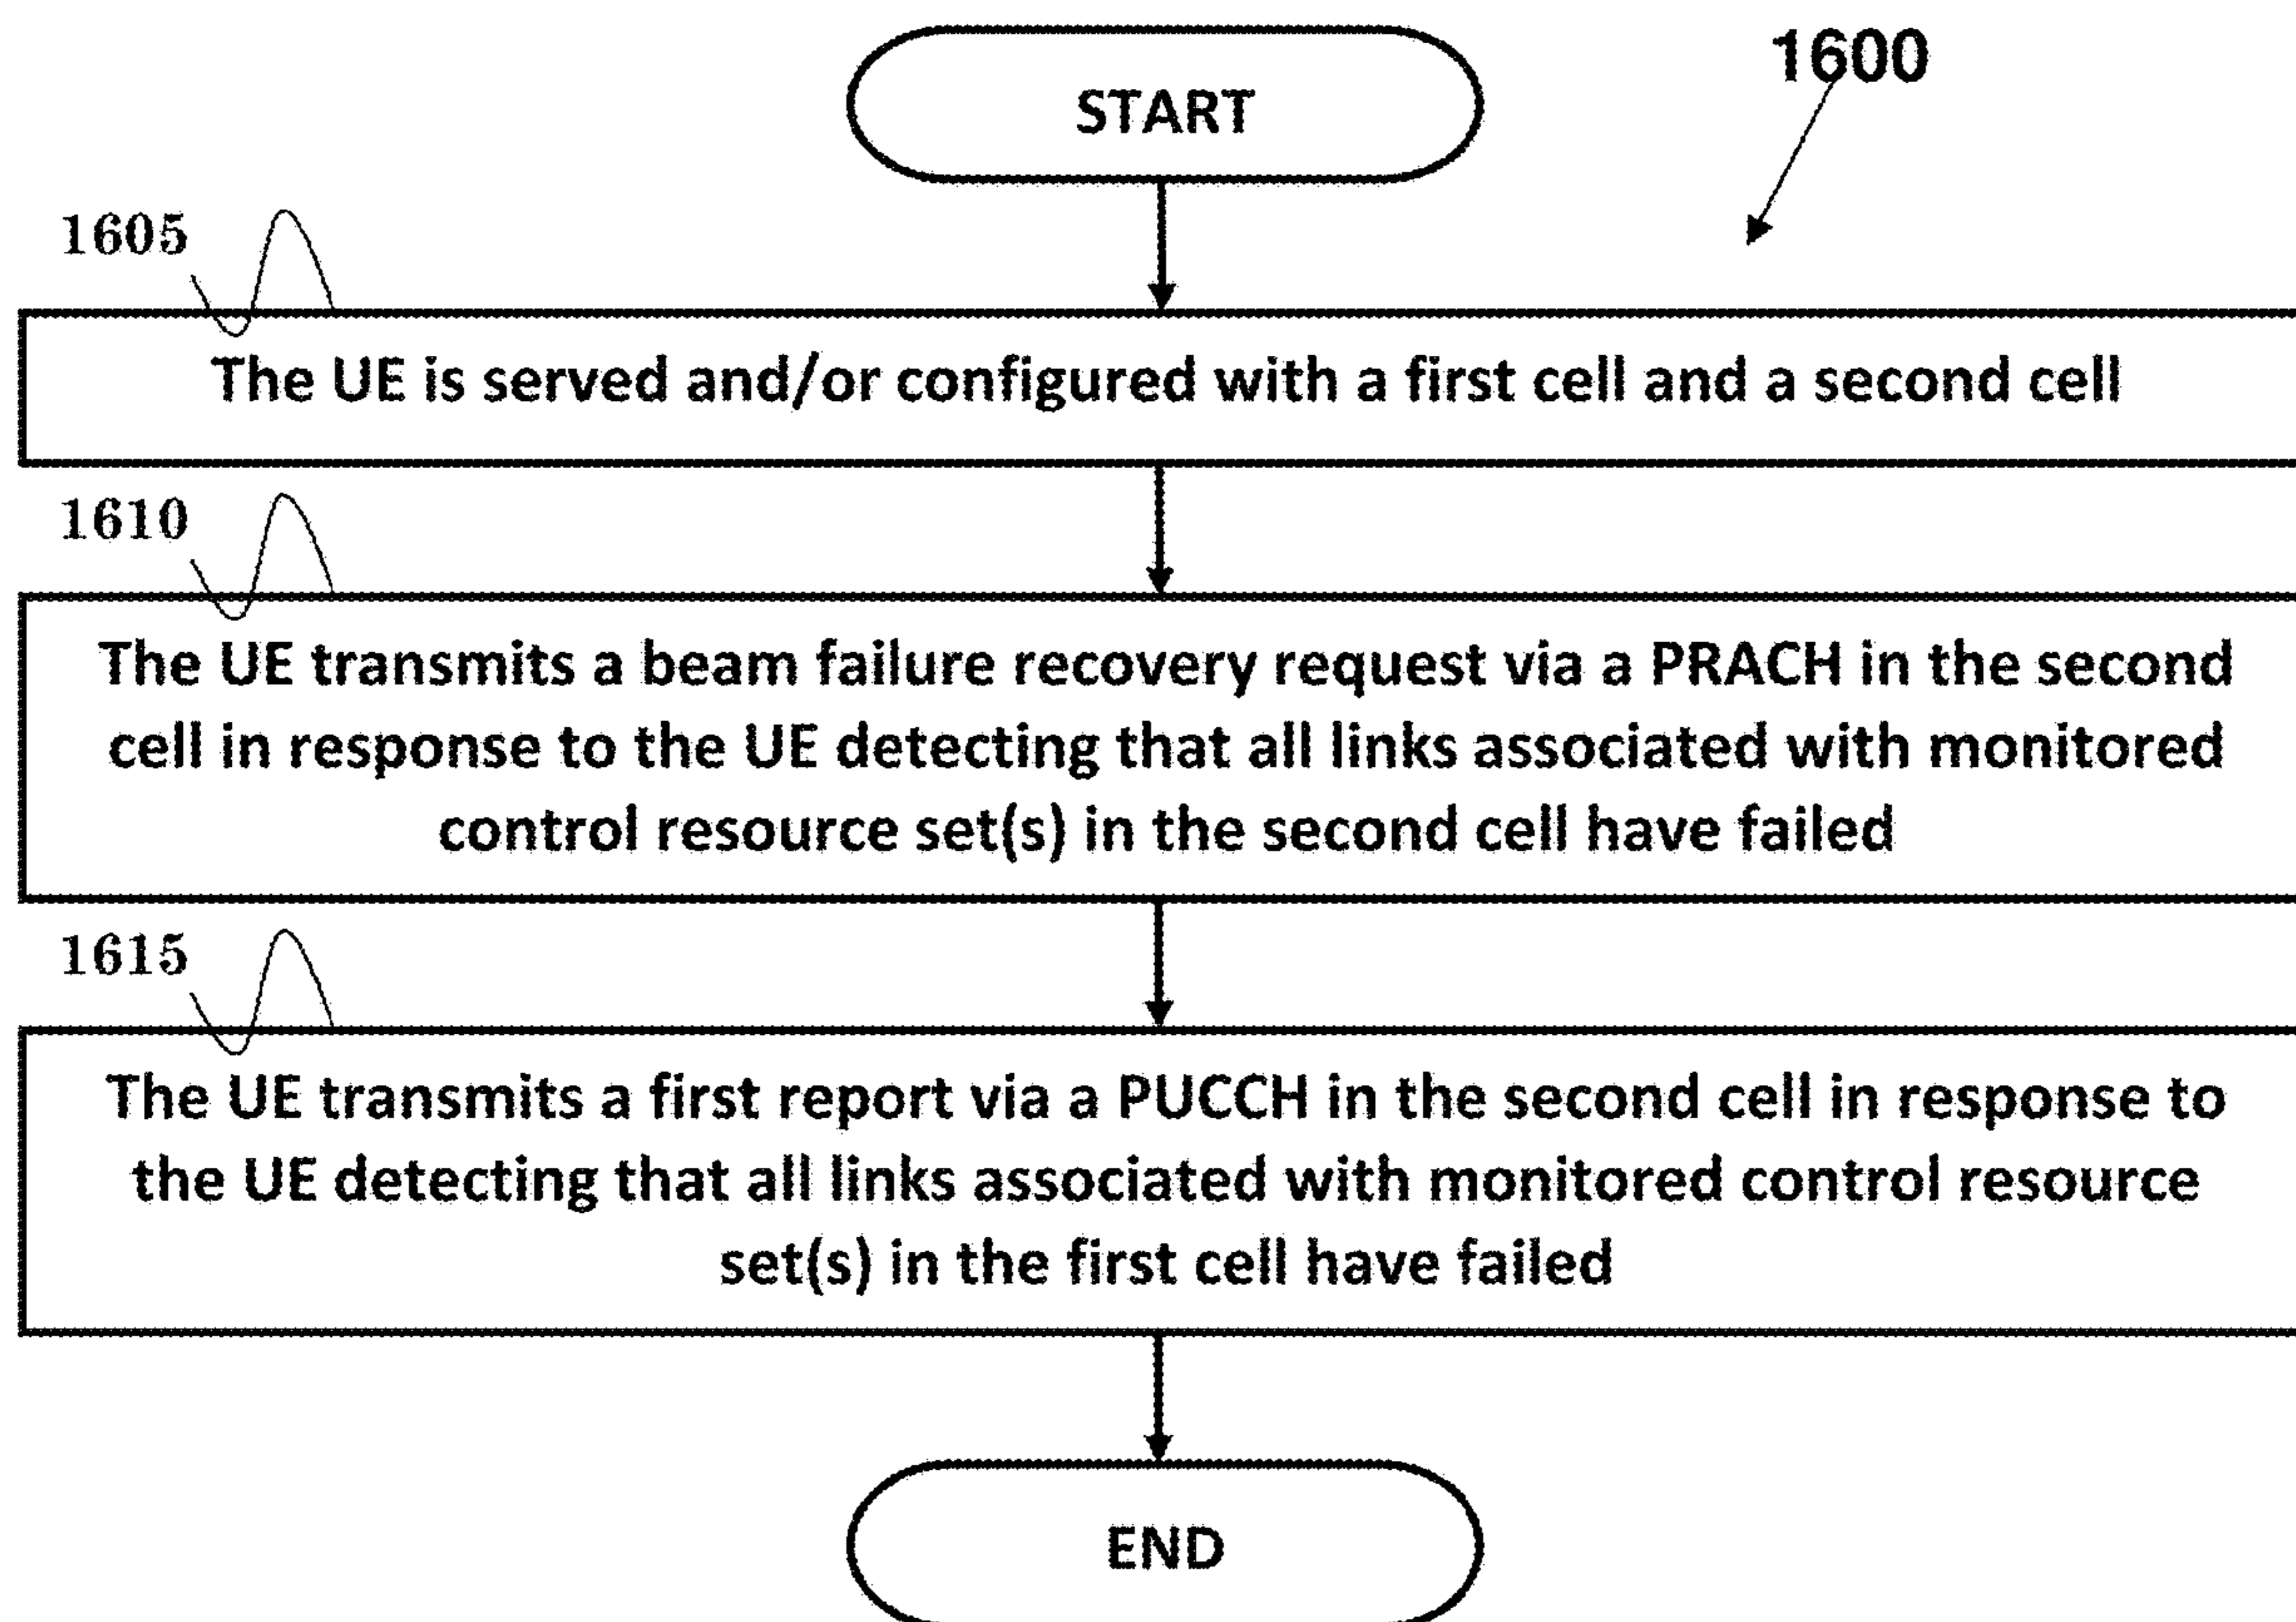 START
1600
1605
The UE is served and/or configured with a first cell and a second cell
1610
The UE transmits a beam failure recovery request via a PRACH in the second
cell in response to the UE detecting that all links associated with monitored
control resource set(s) in the second cell have failed
1615
The UE transmits a first report via a PUCCH in the second cell in response to
the UE detecting that all links associated with monitored control resource
set(s) in the first cell have failed
END